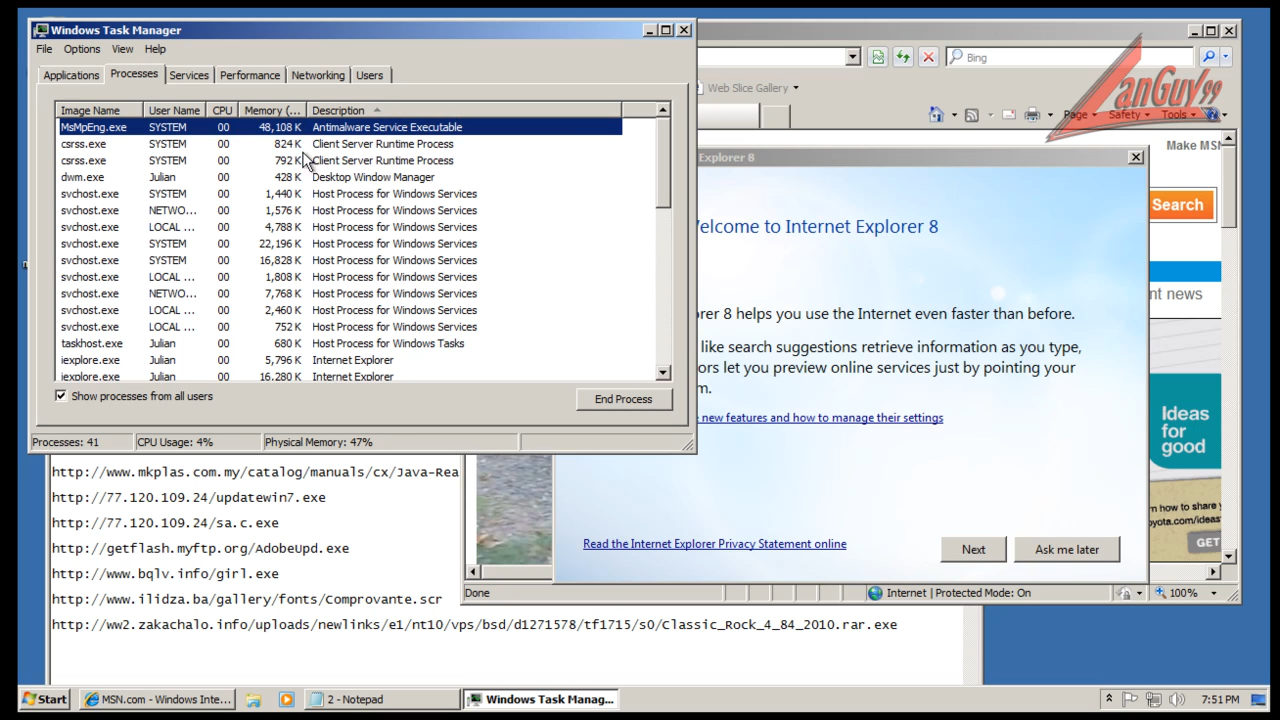 Windows Task Manager
File Options View Help
Applications Processes Services Performance Networking Users
Image Name User Name CPU Memory (... Description
MsMpEng.exe SYSTEM 00 48,108 K Antimalware Service Executable
csrss.exe SYSTEM 00 824 K Client Server Runtime Process
csrss.exe SYSTEM 00 792 K Client Server Runtime Process
dwm.exe Julian 00 428 K Desktop Window Manager
svchost.exe SYSTEM 00 1,440 K Host Process for Windows Services
svchost.exe NETWO... 00 1,576 K Host Process for Windows Services
svchost.exe LOCAL ... 00 4,788 K Host Process for Windows Services
svchost.exe SYSTEM 00 22,196 K Host Process for Windows Services
svchost.exe SYSTEM 00 16,828 K Host Process for Windows Services
svchost.exe LOCAL ... 00 1,808 K Host Process for Windows Services
svchost.exe NETWO... 00 7,768 K Host Process for Windows Services
svchost.exe LOCAL ... 00 2,460 K Host Process for Windows Services
svchost.exe LOCAL ... 00 752 K Host Process for Windows Services
taskhost.exe Julian 00 680 K Host Process for Windows Tasks
iexplore.exe Julian 00 5,796 K Internet Explorer
iexplore.exe Julian 00 16,280 K Internet Explorer
Show processes from all users
End Process
Processes: 41 CPU Usage: 4% Physical Memory: 47%
Bing
Web Slice Gallery
anGuy99
Page Safety Tools
Make MSN
Search
Explorer 8
elcome to Internet Explorer 8
orer 8 helps you use the Internet even faster than before.
like search suggestions retrieve information as you type,
ors let you preview online services just by pointing your
m.
new features and how to manage their settings
Read the Internet Explorer Privacy Statement online
Next
Ask me later
nt news
Ideas
for
good
m how to share
oyota.com/ideas
GET
Done
Internet | Protected Mode: On
100%
http://www.mkplas.com.my/catalog/manuals/cx/Java-Rea
http://77.120.109.24/updatewin7.exe
http://77.120.109.24/sa.c.exe
http://getflash.myftp.org/AdobeUpd.exe
http://www.bqlv.info/girl.exe
http://www.ilidza.ba/gallery/fonts/Comprovante.scr
http://ww2.zakachalo.info/uploads/newlinks/e1/nt10/vps/bsd/d1271578/tf1715/s0/Classic_Rock_4_84_2010.rar.exe
Start
MSN.com - Windows Inte...
2 - Notepad
Windows Task Manag...
7:51 PM